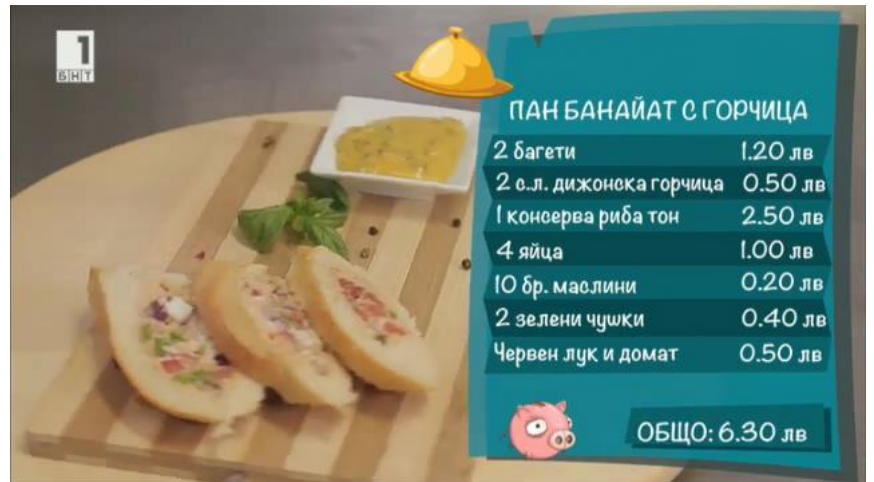 1
БНТ
ПАН БАНАЙАТ С ГОРЧИЦА
2 багети 1.20 лв
2 с.л. дижонска горчица 0.50 лв
1 консерва риба тон 2.50 лв
4 яйца 1.00 лв
10 бр. маслини 0.20 лв
2 зелени чушки 0.40 лв
Червен лук и домат 0.50 лв
ОБЩО: 6.30 лв